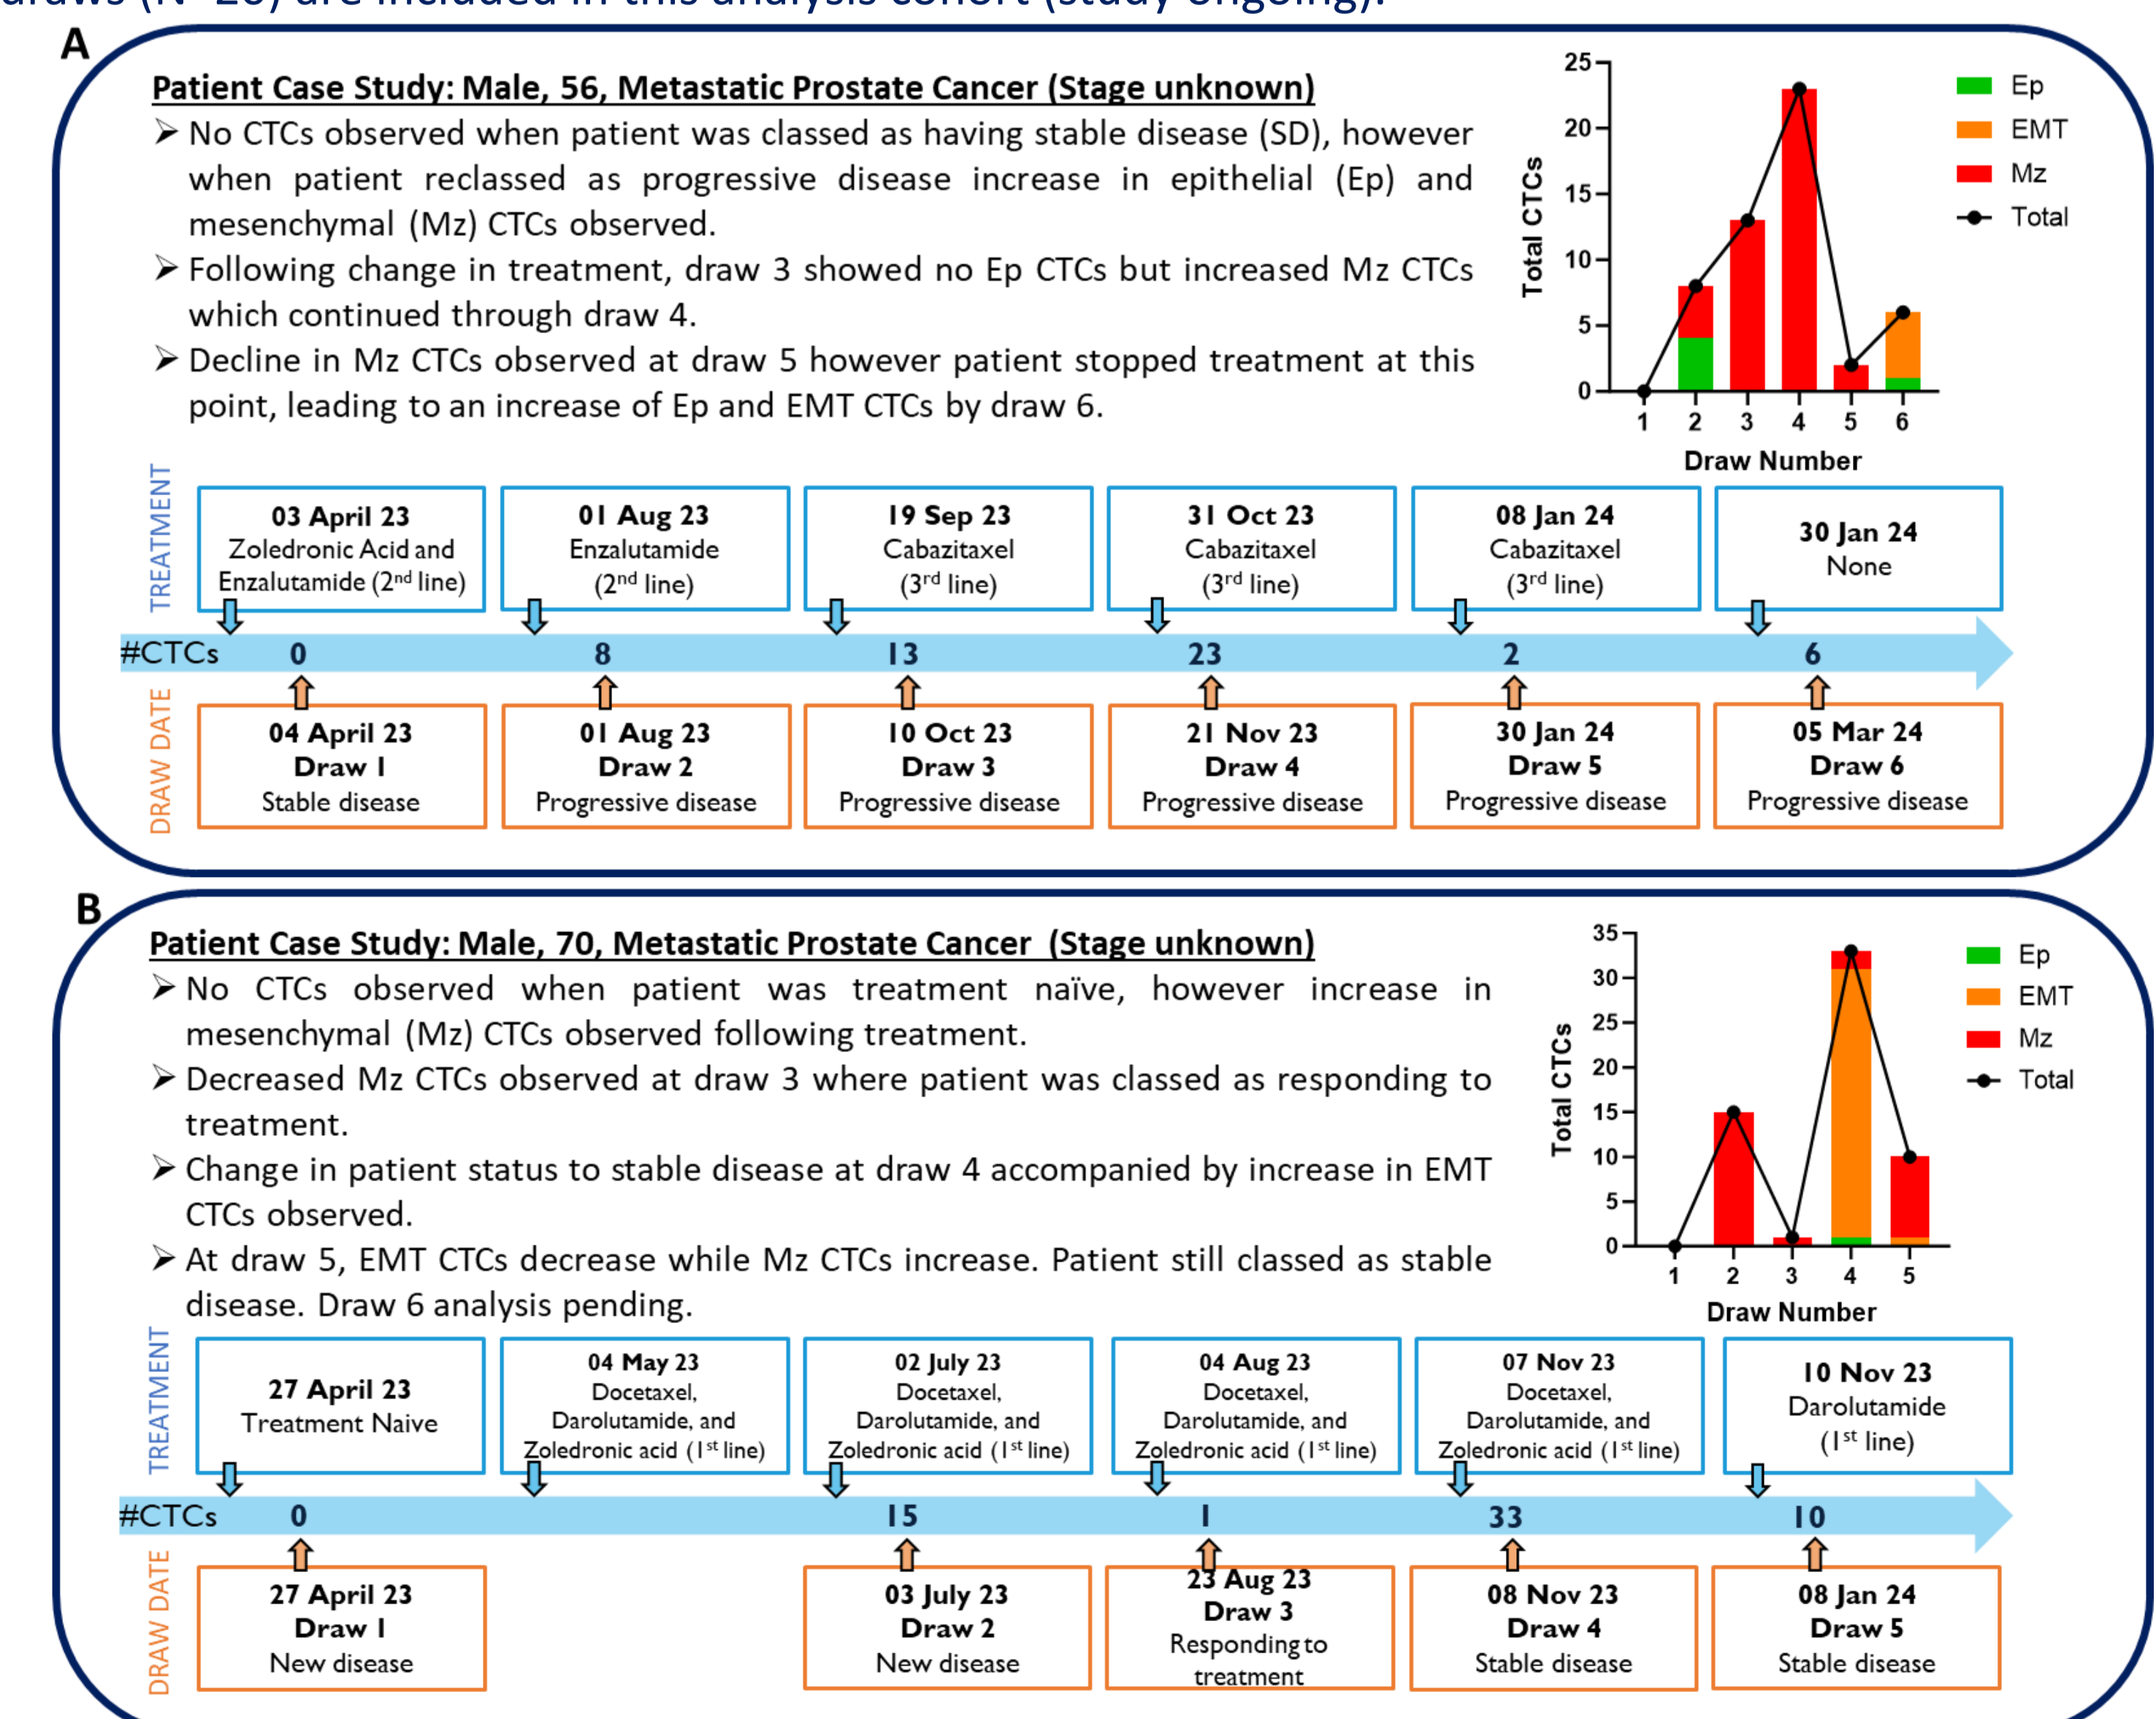 draws (N=20) are included in this analysis cohort (study ongoing).
A
Patient Case Study: Male, 56, Metastatic Prostate Cancer (Stage unknown)
➢ No CTCs observed when patient was classed as having stable disease (SD), however
when patient reclassed as progressive disease increase in epithelial (Ep) and
mesenchymal (Mz) CTCs observed.
➢ Following change in treatment, draw 3 showed no Ep CTCs but increased Mz CTCs
which continued through draw 4.
➢ Decline in Mz CTCs observed at draw 5 however patient stopped treatment at this
point, leading to an increase of Ep and EMT CTCs by draw 6.
Total CTCs
25
20
15
10
5
0
1 2 3 4 5 6
Draw Number
Ep
EMT
Mz
Total
TREATMENT
03 April 23
Zoledronic Acid and
Enzalutamide (2nd line)
01 Aug 23
Enzalutamide
(2nd line)
19 Sep 23
Cabazitaxel
(3rd line)
31 Oct 23
Cabazitaxel
(3rd line)
08 Jan 24
Cabazitaxel
(3rd line)
30 Jan 24
None
#CTCs 0 8 13 23 2 6
DRAW DATE
04 April 23
Draw 1
Stable disease
01 Aug 23
Draw 2
Progressive disease
10 Oct 23
Draw 3
Progressive disease
21 Nov 23
Draw 4
Progressive disease
30 Jan 24
Draw 5
Progressive disease
05 Mar 24
Draw 6
Progressive disease
B
Patient Case Study: Male, 70, Metastatic Prostate Cancer (Stage unknown)
➢ No CTCs observed when patient was treatment naïve, however increase in
mesenchymal (Mz) CTCs observed following treatment.
➢ Decreased Mz CTCs observed at draw 3 where patient was classed as responding to
treatment.
➢ Change in patient status to stable disease at draw 4 accompanied by increase in EMT
CTCs observed.
➢ At draw 5, EMT CTCs decrease while Mz CTCs increase. Patient still classed as stable
disease. Draw 6 analysis pending.
Total CTCs
35
30
25
20
15
10
5
0
1 2 3 4 5
Draw Number
Ep
EMT
Mz
Total
TREATMENT
27 April 23
Treatment Naive
04 May 23
Docetaxel,
Darolutamide, and
Zoledronic acid (1st line)
02 July 23
Docetaxel,
Darolutamide, and
Zoledronic acid (1st line)
04 Aug 23
Docetaxel,
Darolutamide, and
Zoledronic acid (1st line)
07 Nov 23
Docetaxel,
Darolutamide, and
Zoledronic acid (1st line)
10 Nov 23
Darolutamide
(1st line)
#CTCs 0 15 1 33 10
DRAW DATE
27 April 23
Draw 1
New disease
03 July 23
Draw 2
New disease
23 Aug 23
Draw 3
Responding to
treatment
08 Nov 23
Draw 4
Stable disease
08 Jan 24
Draw 5
Stable disease